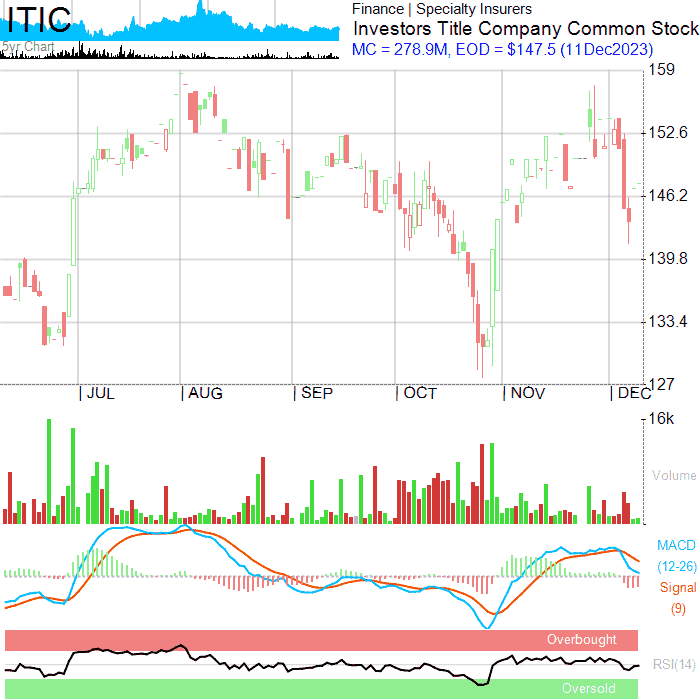 ITIC
5yr Chart
Finance | Specialty Insurers
Investors Title Company Common Stock
MC = 278.9M, EOD = $147.5 (11Dec2023)
159
152.6
146.2
139.8
133.4
127
| JUL | AUG | SEP | OCT | NOV | DEC
16k
Volume
MACD
(12-26)
Signal
(9)
Overbought
RSI(14)
Oversold